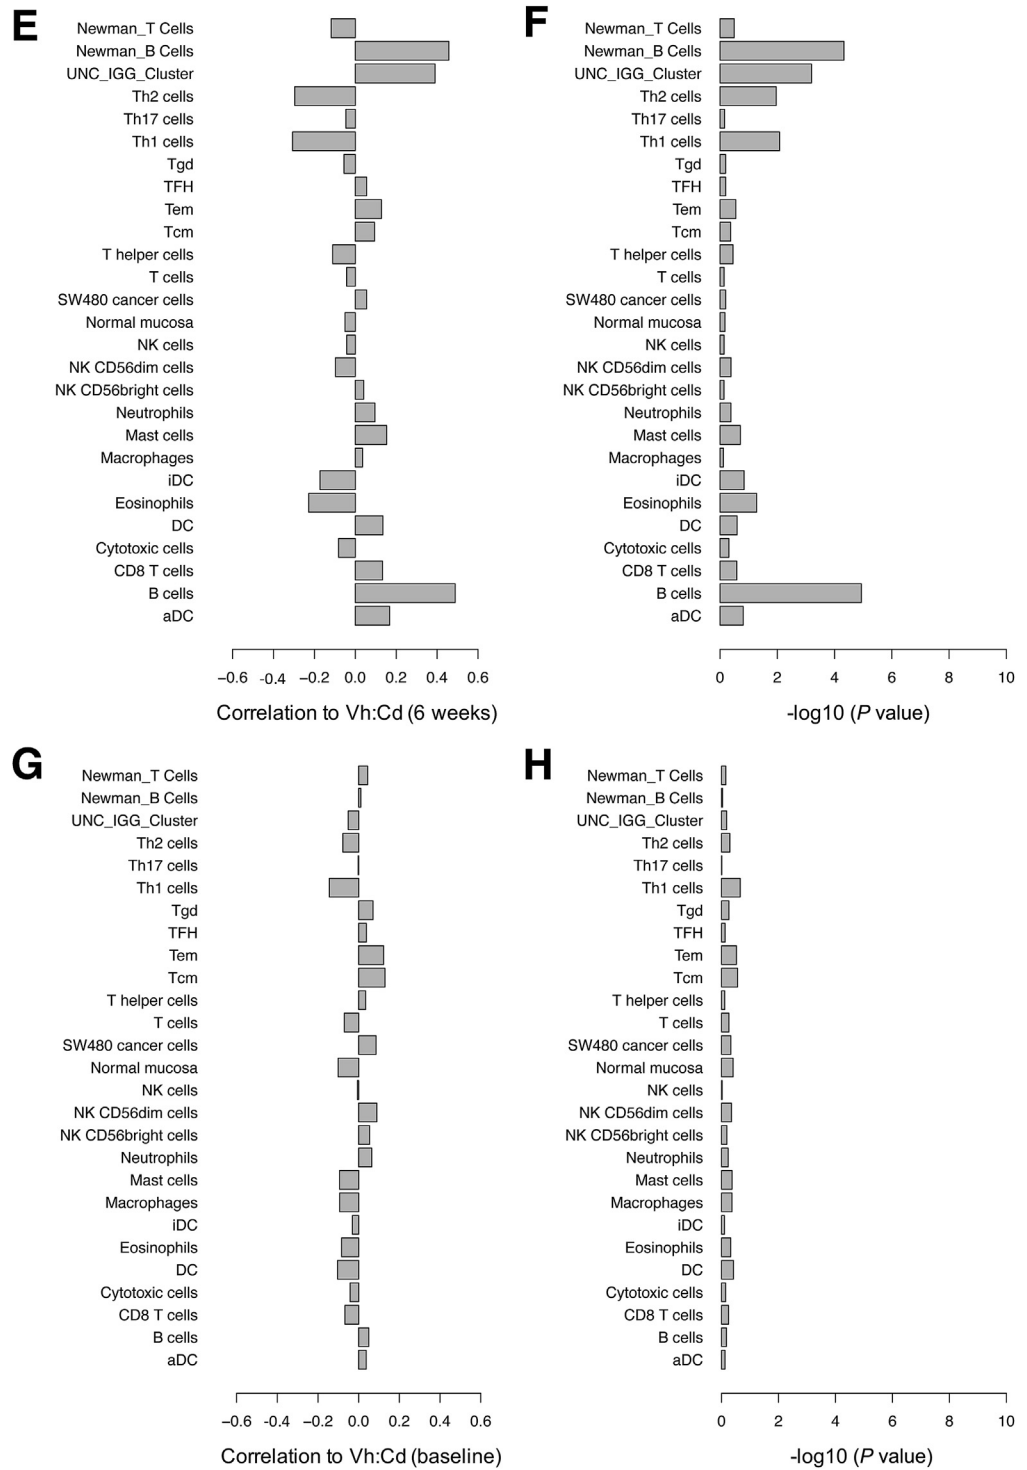 E
Newman_T Cells
Newman_B Cells
UNC_IGG_Cluster
Th2 cells
Th17 cells
Th1 cells
Tgd
TFH
Tem
Tcm
T helper cells
T cells
SW480 cancer cells
Normal mucosa
NK cells
NK CD56dim cells
NK CD56bright cells
Neutrophils
Mast cells
Macrophages
iDC
Eosinophils
DC
Cytotoxic cells
CD8 T cells
B cells
aDC
−0.6 -0.4 −0.2 0.0 0.2 0.4 0.6
Correlation to Vh:Cd (6 weeks)
F
Newman_T Cells
Newman_B Cells
UNC_IGG_Cluster
Th2 cells
Th17 cells
Th1 cells
Tgd
TFH
Tem
Tcm
T helper cells
T cells
SW480 cancer cells
Normal mucosa
NK cells
NK CD56dim cells
NK CD56bright cells
Neutrophils
Mast cells
Macrophages
iDC
Eosinophils
DC
Cytotoxic cells
CD8 T cells
B cells
aDC
0 2 4 6 8 10
-log10 (P value)
G
Newman_T Cells
Newman_B Cells
UNC_IGG_Cluster
Th2 cells
Th17 cells
Th1 cells
Tgd
TFH
Tem
Tcm
T helper cells
T cells
SW480 cancer cells
Normal mucosa
NK cells
NK CD56dim cells
NK CD56bright cells
Neutrophils
Mast cells
Macrophages
iDC
Eosinophils
DC
Cytotoxic cells
CD8 T cells
B cells
aDC
−0.6 -0.4 −0.2 0.0 0.2 0.4 0.6
Correlation to Vh:Cd (baseline)
H
Newman_T Cells
Newman_B Cells
UNC_IGG_Cluster
Th2 cells
Th17 cells
Th1 cells
Tgd
TFH
Tem
Tcm
T helper cells
T cells
SW480 cancer cells
Normal mucosa
NK cells
NK CD56dim cells
NK CD56bright cells
Neutrophils
Mast cells
Macrophages
iDC
Eosinophils
DC
Cytotoxic cells
CD8 T cells
B cells
aDC
0 2 4 6 8 10
-log10 (P value)